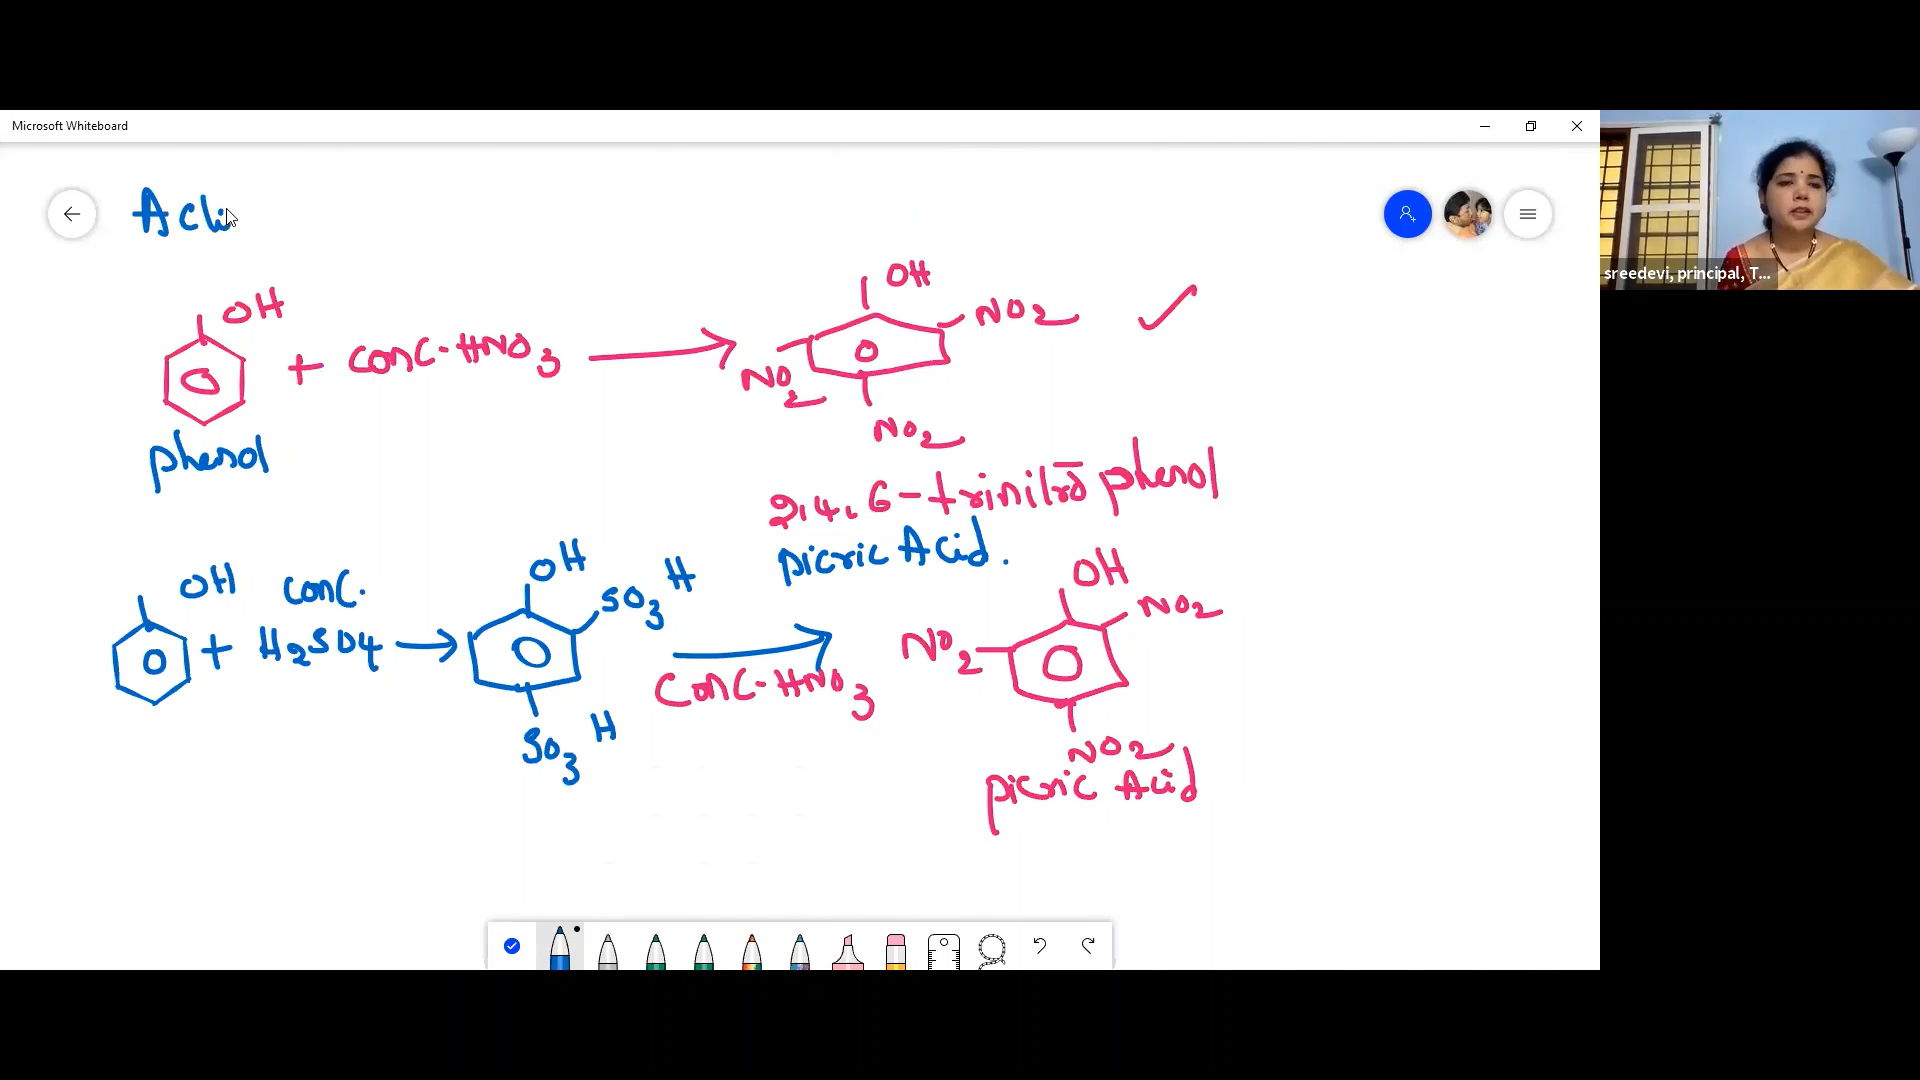 Microsoft Whiteboard
Acti
OH
OH
NO2
+ conc. HNO3
NO2
NO2
phenol
2,4,6-trinitro phenol
picric Acid.
OH
conc.
OH
SO3H
OH
NO2
+ H2SO4
NO2
conc. HNO3
SO3H
NO2
picric Acid
sreedevi, principal, T...